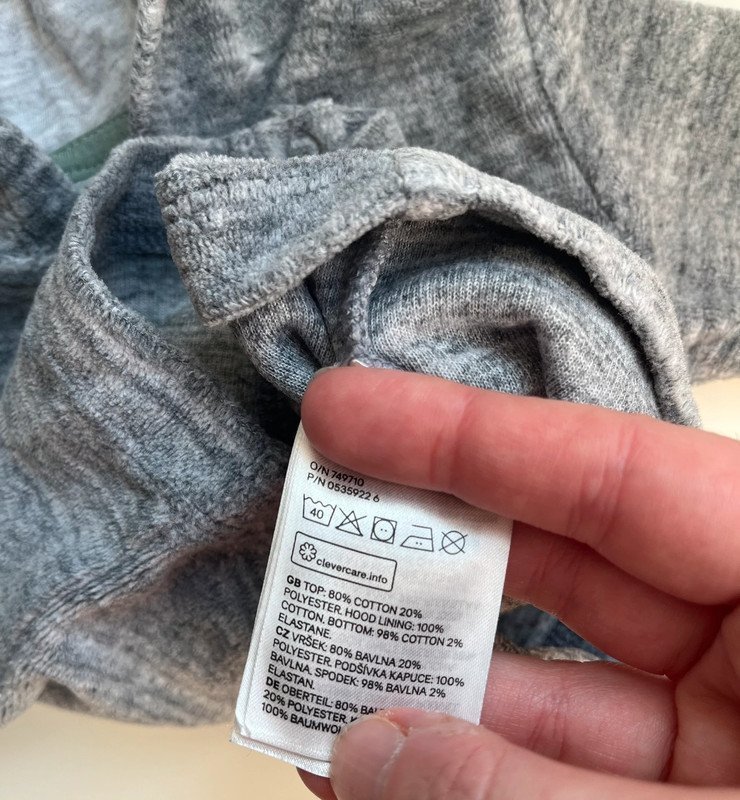 O/N 749710
P/N 0535922 6
40
clevercare.info
GB TOP: 80% COTTON 20%
POLYESTER. HOOD LINING: 100%
COTTON. BOTTOM: 98% COTTON 2%
ELASTANE.
CZ VRŠEK: 80% BAVLNA 20%
POLYESTER. PODŠÍVKA KAPUCE: 100%
BAVLNA. SPODEK: 98% BAVLNA 2%
ELASTAN.
DE OBERTEIL: 80%
20% POLYESTER.
100%